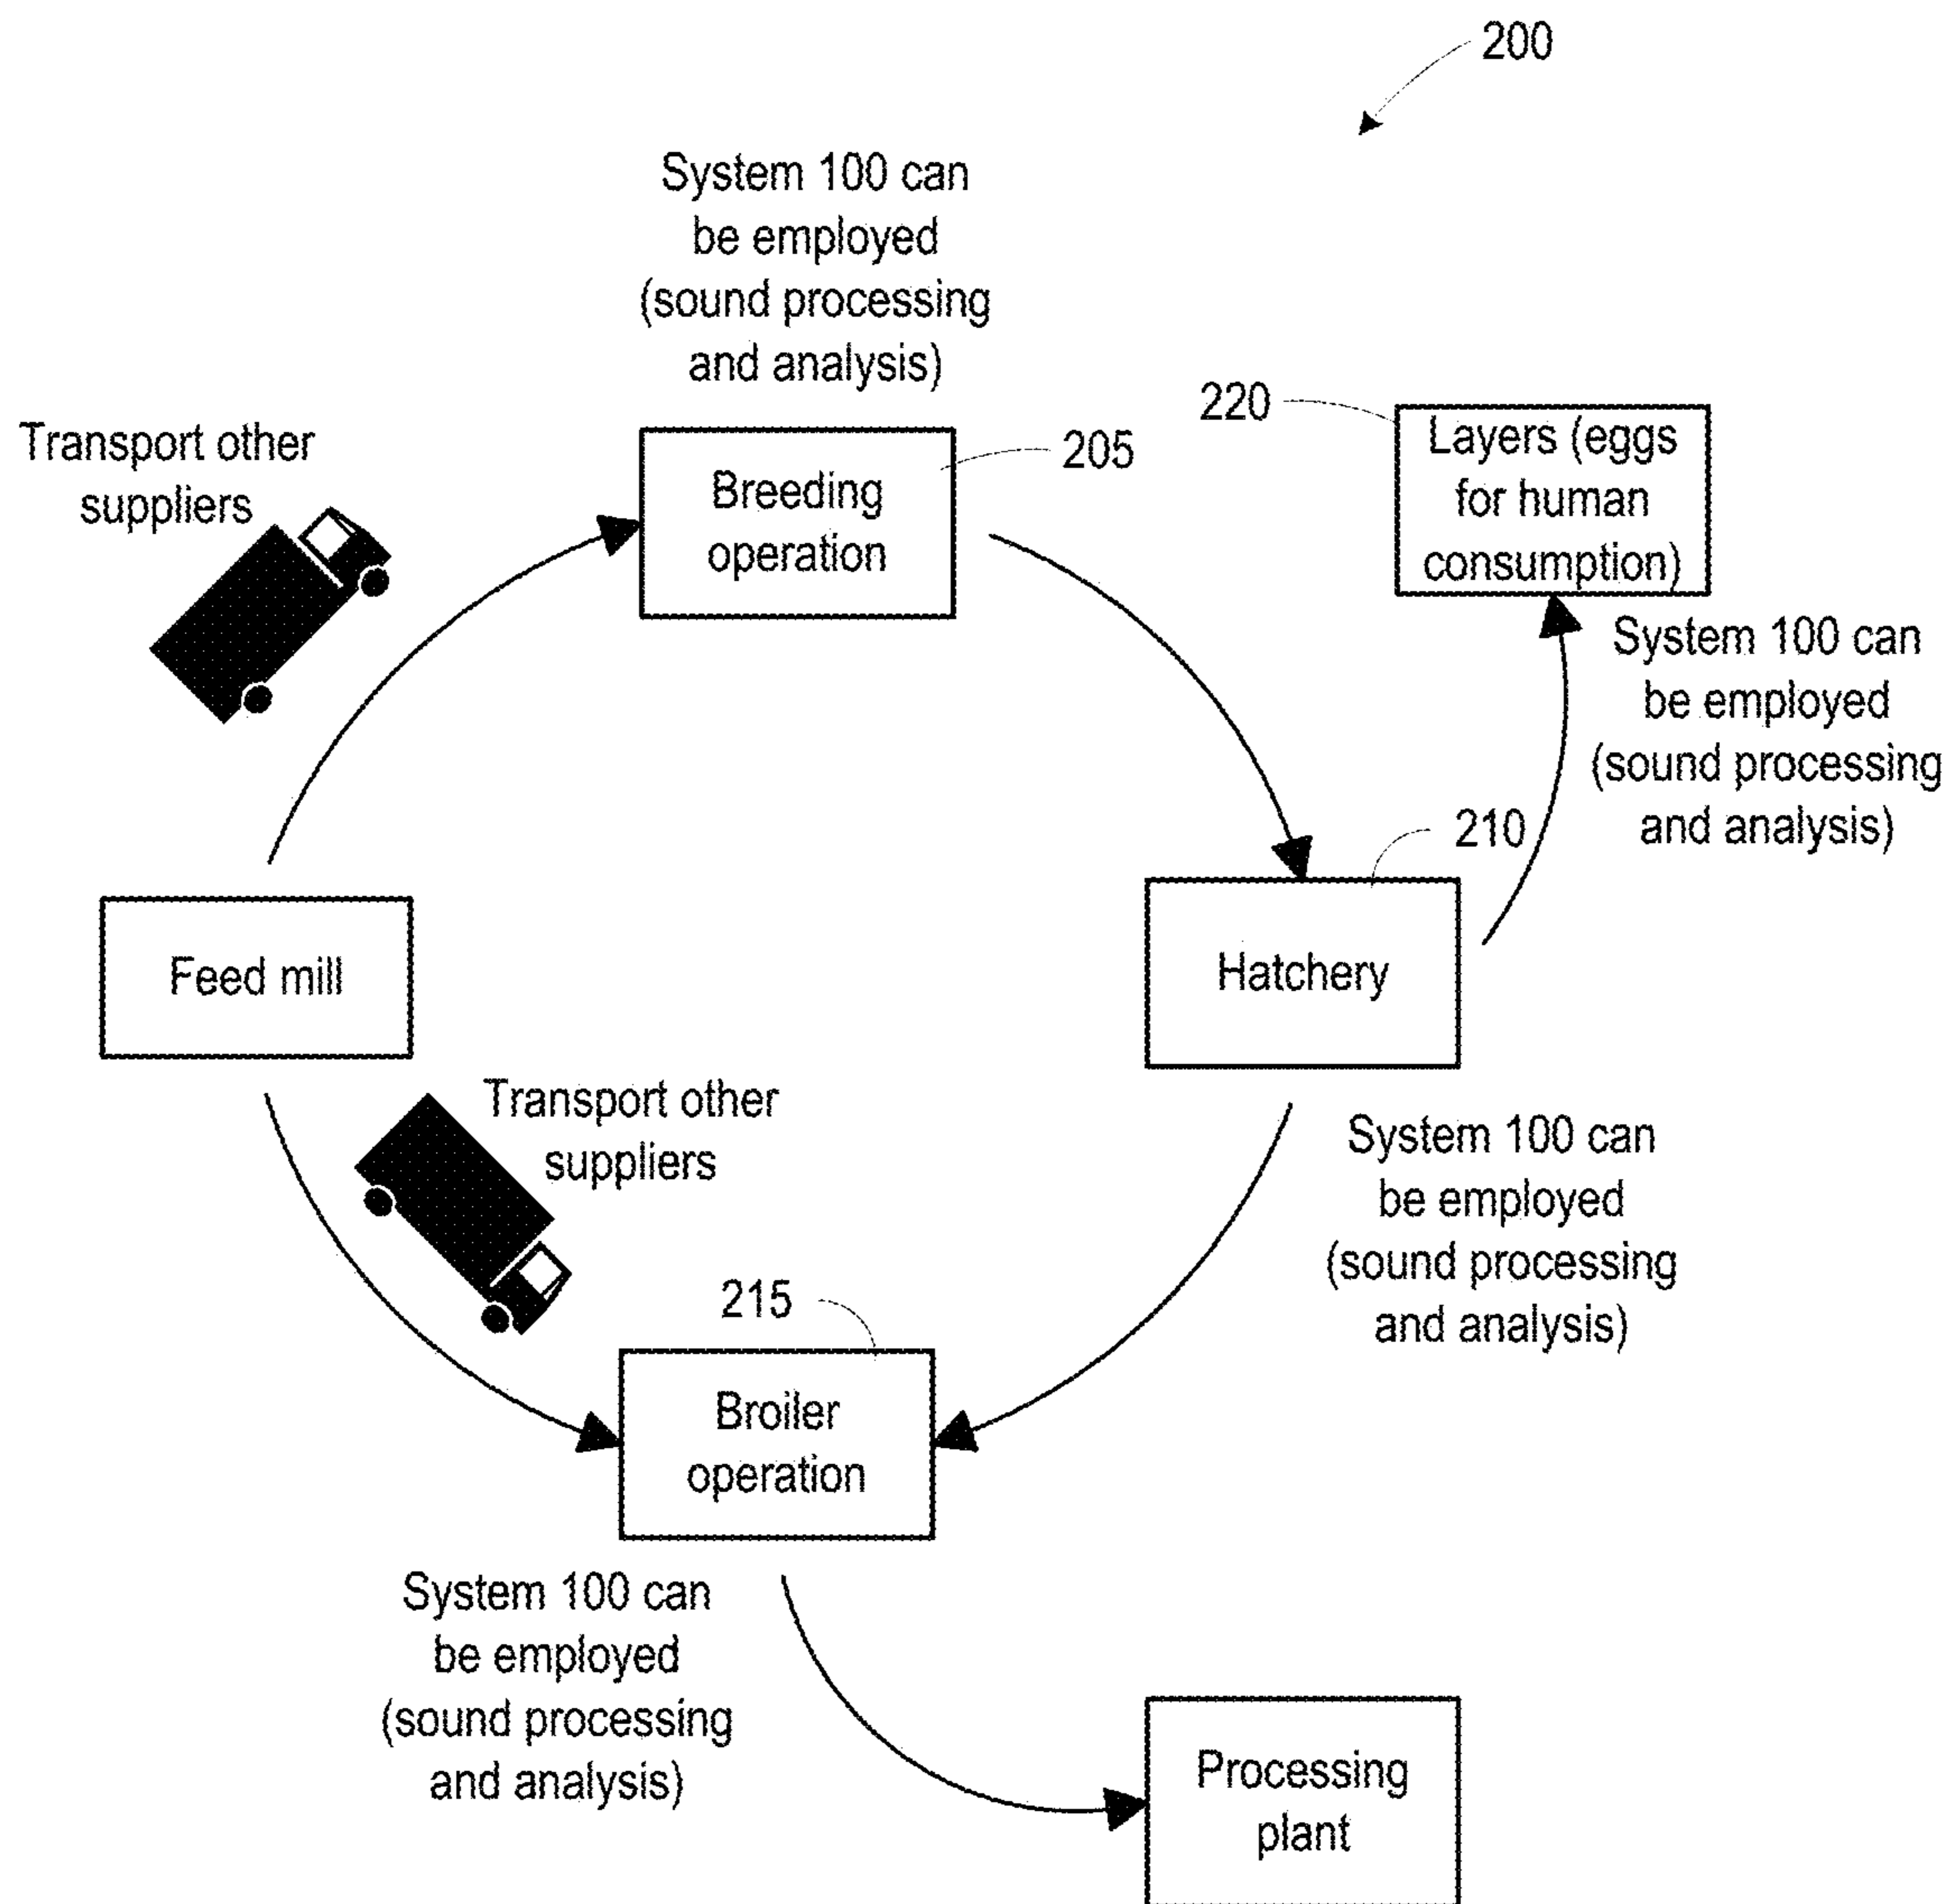 200
System 100 can
be employed
(sound processing
and analysis)
Transport other
suppliers
Breeding
operation
205
220
Layers (eggs
for human
consumption)
System 100 can
be employed
(sound processing
and analysis)
210
Feed mill
Hatchery
Transport other
suppliers
System 100 can
be employed
(sound processing
and analysis)
215
Broiler
operation
System 100 can
be employed
(sound processing
and analysis)
Processing
plant